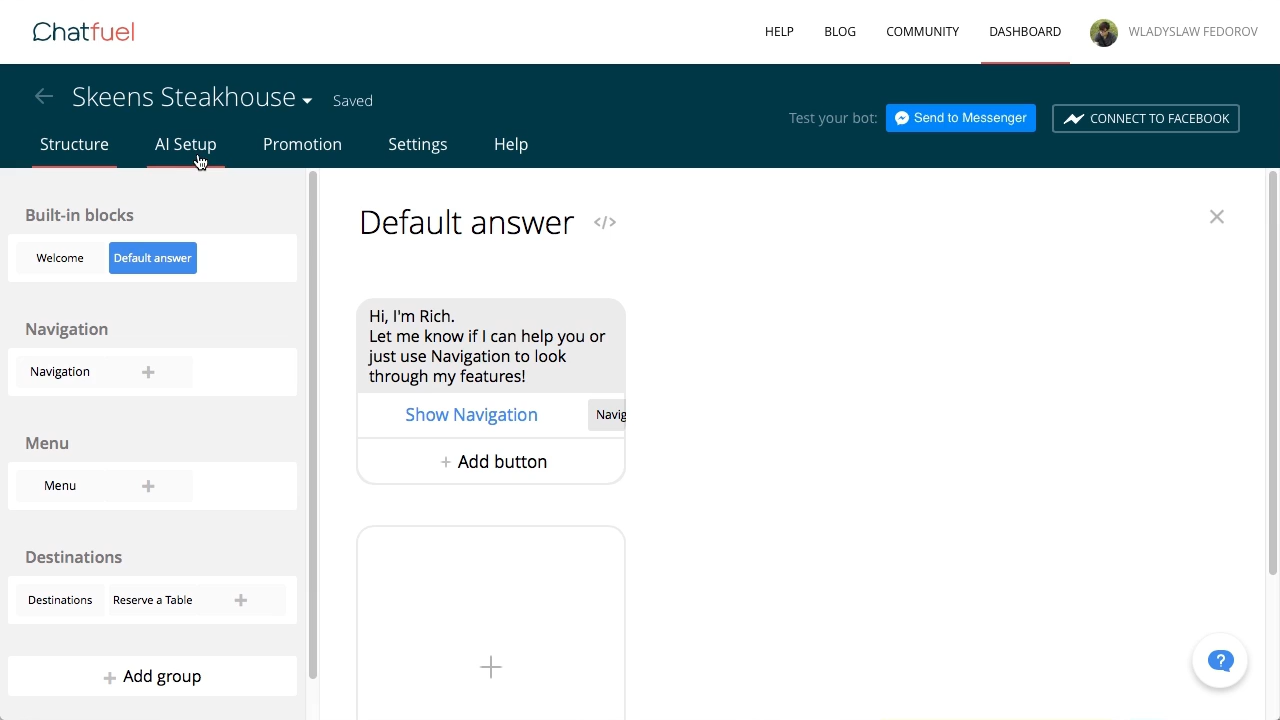 Chatfuel
HELP
BLOG
COMMUNITY
DASHBOARD
WLADYSLAW FEDOROV
Skeens Steakhouse
Saved
Test your bot:
Send to Messenger
CONNECT TO FACEBOOK
Structure
AI Setup
Promotion
Settings
Help
Built-in blocks
Welcome
Default answer
Navigation
Navigation
+
Menu
Menu
+
Destinations
Destinations
Reserve a Table
+
+ Add group
Default answer </>
Hi, I'm Rich.
Let me know if I can help you or
just use Navigation to look
through my features!
Show Navigation
Navig
+ Add button
+
?